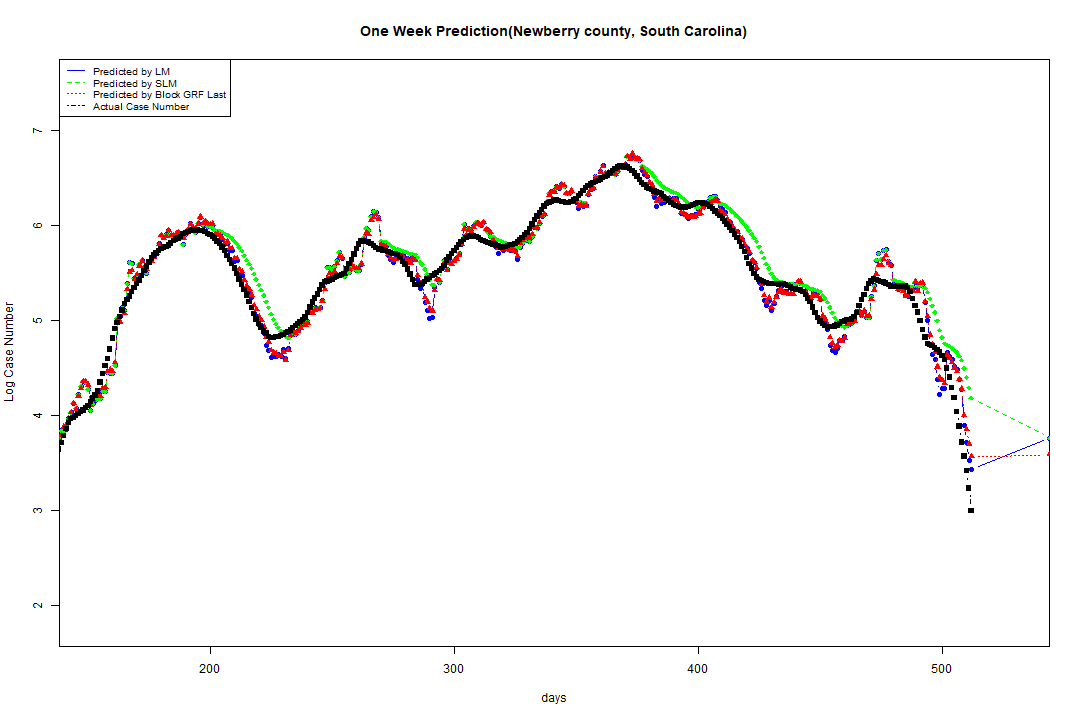 One Week Prediction(Newberry county, South Carolina)
Predicted by LM
Predicted by SLM
Predicted by Block GRF Last
Actual Case Number
7
6
5
4
3
2
Log Case Number
200 300 400 500
days